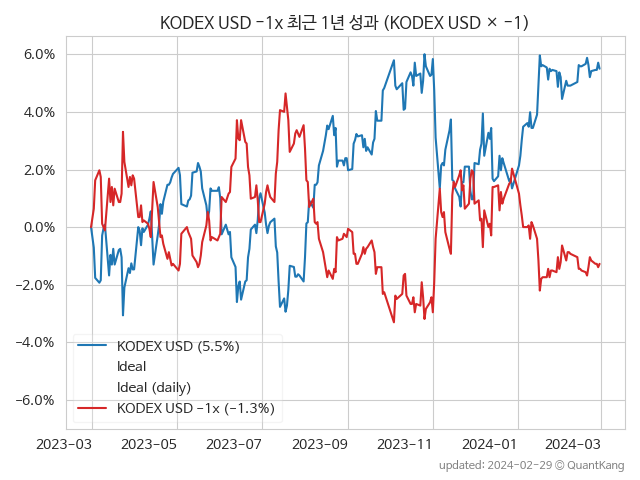 KODEX USD -1x 최근 1년 성과 (KODEX USD × -1)
6.0%
4.0%
2.0%
0.0%
-2.0%
-4.0%
-6.0%
KODEX USD (5.5%)
Ideal
Ideal (daily)
KODEX USD -1x (-1.3%)
2023-03 2023-05 2023-07 2023-09 2023-11 2024-01 2024-03
updated: 2024-02-29 © QuantKang